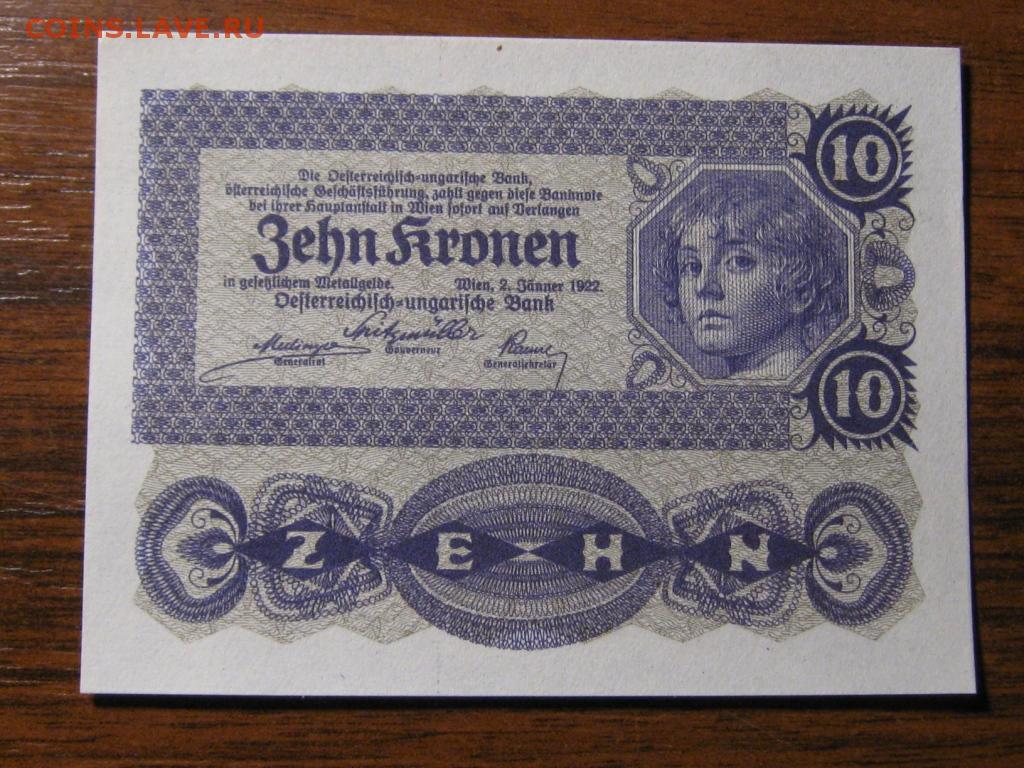 COINS.LAVE.RU
10
Die Oesterreichisch-ungarische Bank,
österreichische Geschäftsführung, zahlt gegen diese Banknote
bei ihrer Hauptanstalt in Wien sofort auf Verlangen
Zehn Kronen
in gesetzlichem Metallgelde. Wien, 2. Jänner 1922.
Oesterreichisch-ungarische Bank
Spitzmüller
Gouverneur
Generalrat
Generalsekretär
10
ZEHN